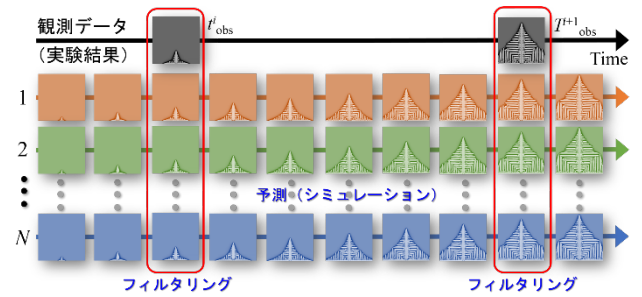 観測データ
(実験結果)
t^i_obs
T^{i+1}_obs
Time
1
2
N
予測 (シミュレーション)
フィルタリング
フィルタリング